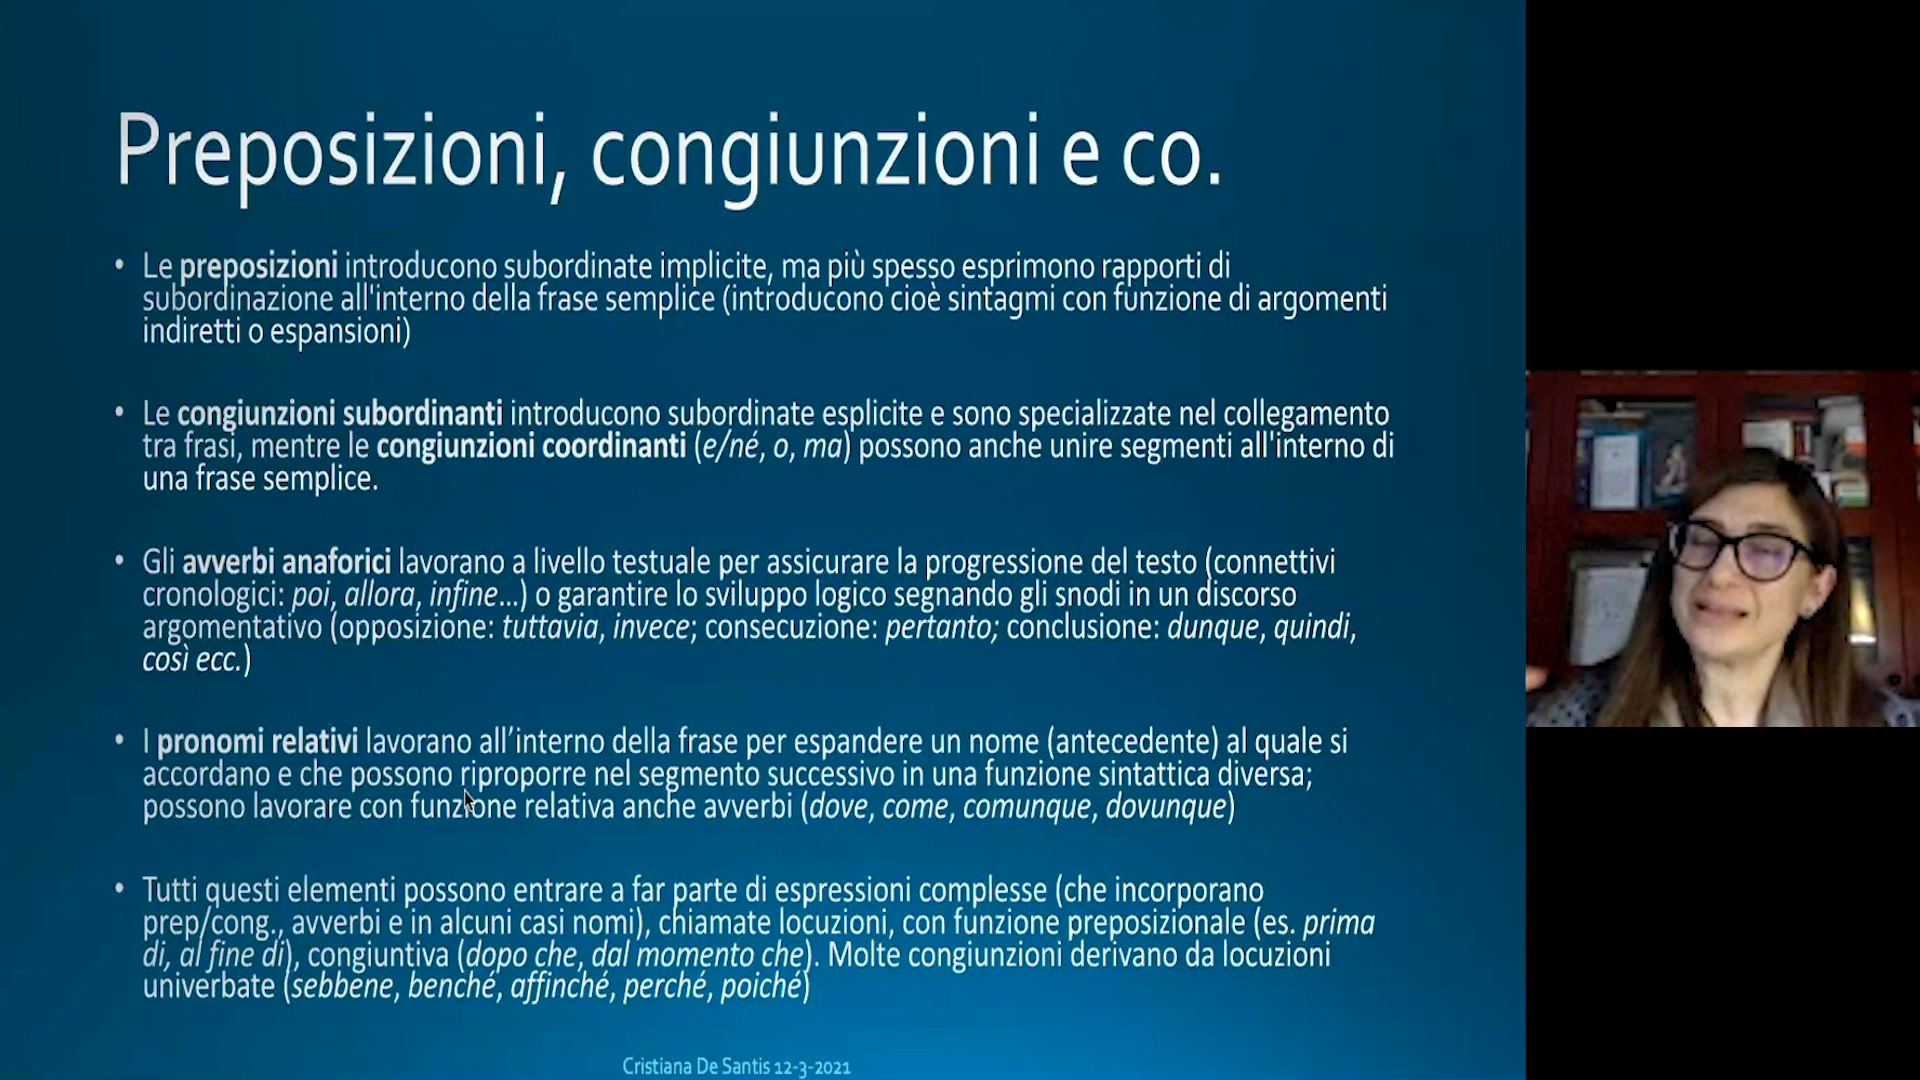 Preposizioni, congiunzioni e co.
• Le preposizioni introducono subordinate implicite, ma più spesso esprimono rapporti di
subordinazione all'interno della frase semplice (introducono cioè sintagmi con funzione di argomenti
indiretti o espansioni)
• Le congiunzioni subordinanti introducono subordinate esplicite e sono specializzate nel collegamento
tra frasi, mentre le congiunzioni coordinanti (e/né, o, ma) possono anche unire segmenti all'interno di
una frase semplice.
• Gli avverbi anaforici lavorano a livello testuale per assicurare la progressione del testo (connettivi
cronologici: poi, allora, infine...) o garantire lo sviluppo logico segnando gli snodi in un discorso
argomentativo (opposizione: tuttavia, invece; consecuzione: pertanto; conclusione: dunque, quindi,
così ecc.)
• I pronomi relativi lavorano all’interno della frase per espandere un nome (antecedente) al quale si
accordano e che possono riproporre nel segmento successivo in una funzione sintattica diversa;
possono lavorare con funzione relativa anche avverbi (dove, come, comunque, dovunque)
• Tutti questi elementi possono entrare a far parte di espressioni complesse (che incorporano
prep/cong., avverbi e in alcuni casi nomi), chiamate locuzioni, con funzione preposizionale (es. prima
di, al fine di), congiuntiva (dopo che, dal momento che). Molte congiunzioni derivano da locuzioni
univerbate (sebbene, benché, affinché, perché, poiché)
Cristiana De Santis 12-3-2021